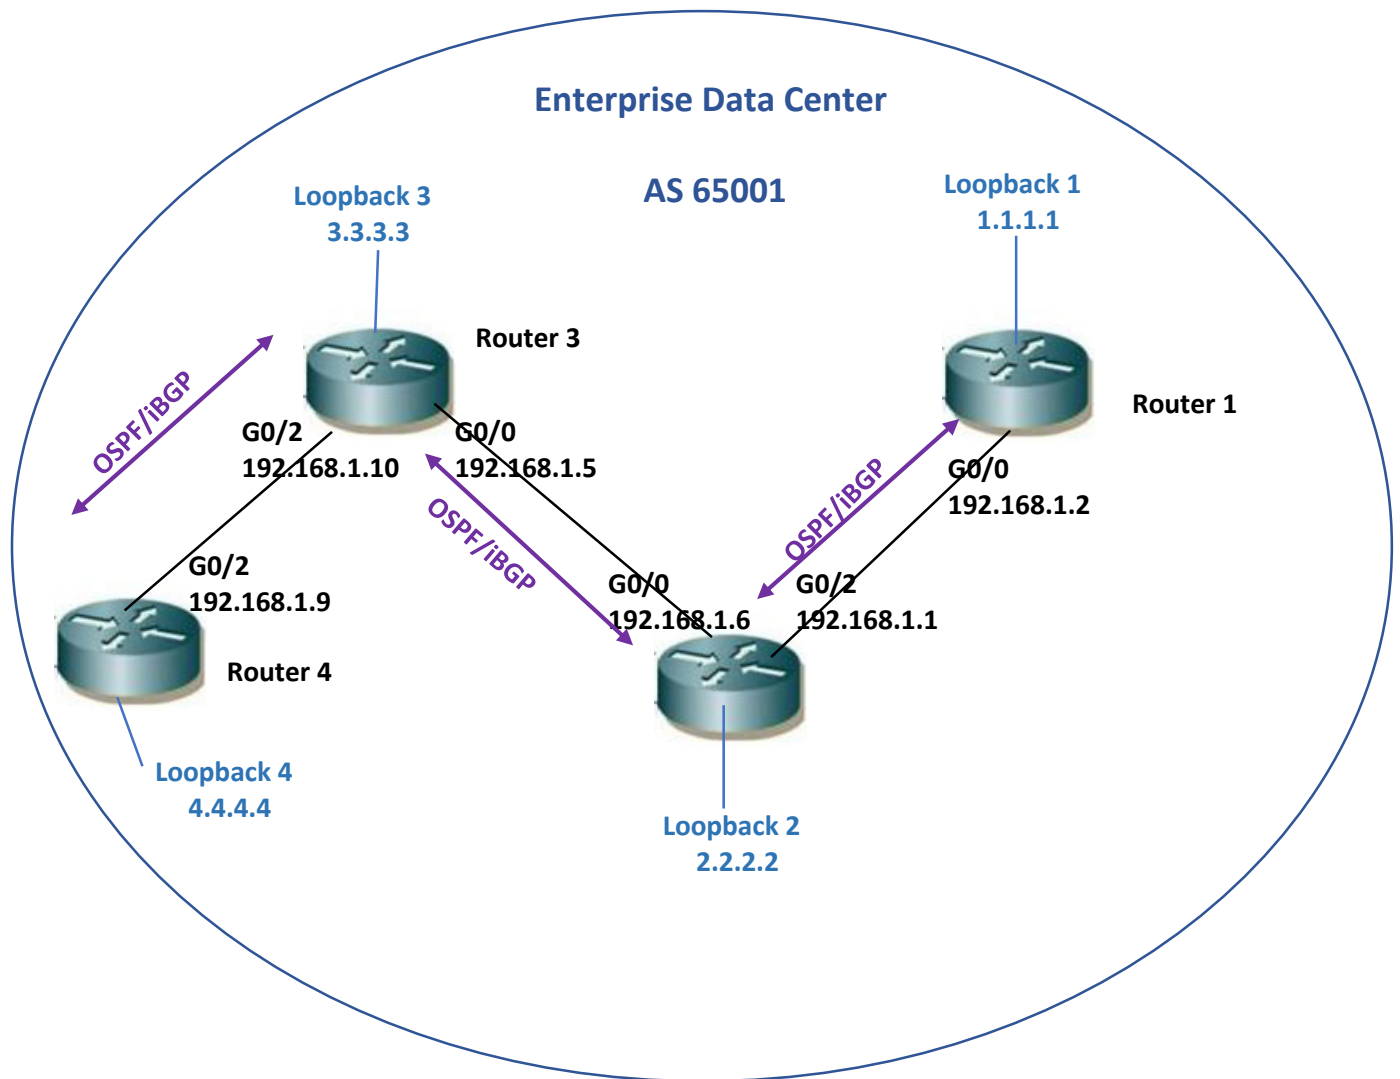 Enterprise Data Center
AS 65001
Loopback 3
3.3.3.3
Loopback 1
1.1.1.1
Router 3
Router 1
OSPF/iBGP
G0/2
192.168.1.10
G0/0
192.168.1.5
OSPF/iBGP
OSPF/iBGP
G0/0
192.168.1.2
G0/2
192.168.1.9
G0/0
192.168.1.6
G0/2
192.168.1.1
Router 4
Loopback 4
4.4.4.4
Loopback 2
2.2.2.2